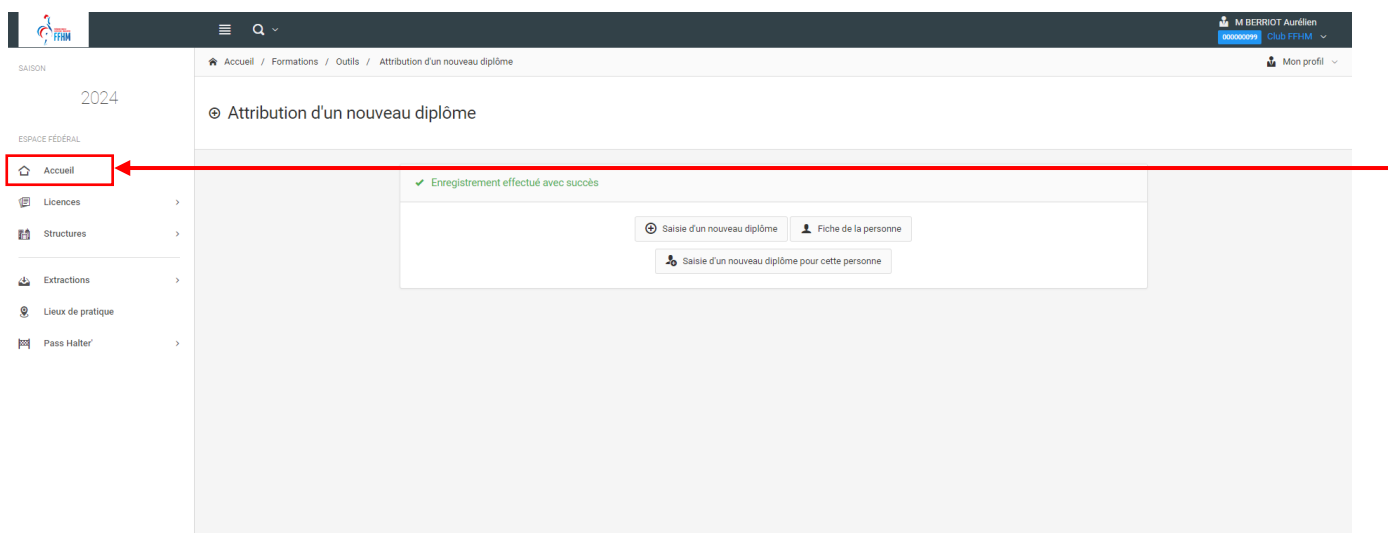 FFHM
M BERRIOT Aurélien
000000099 Club FFHM
SAISON
2024
ESPACE FÉDÉRAL
Accueil
Licences
Structures
Extractions
Lieux de pratique
Pass Halter'
Accueil / Formations / Outils / Attribution d'un nouveau diplôme
Mon profil
Attribution d'un nouveau diplôme
Enregistrement effectué avec succès
Saisie d'un nouveau diplôme
Fiche de la personne
Saisie d'un nouveau diplôme pour cette personne